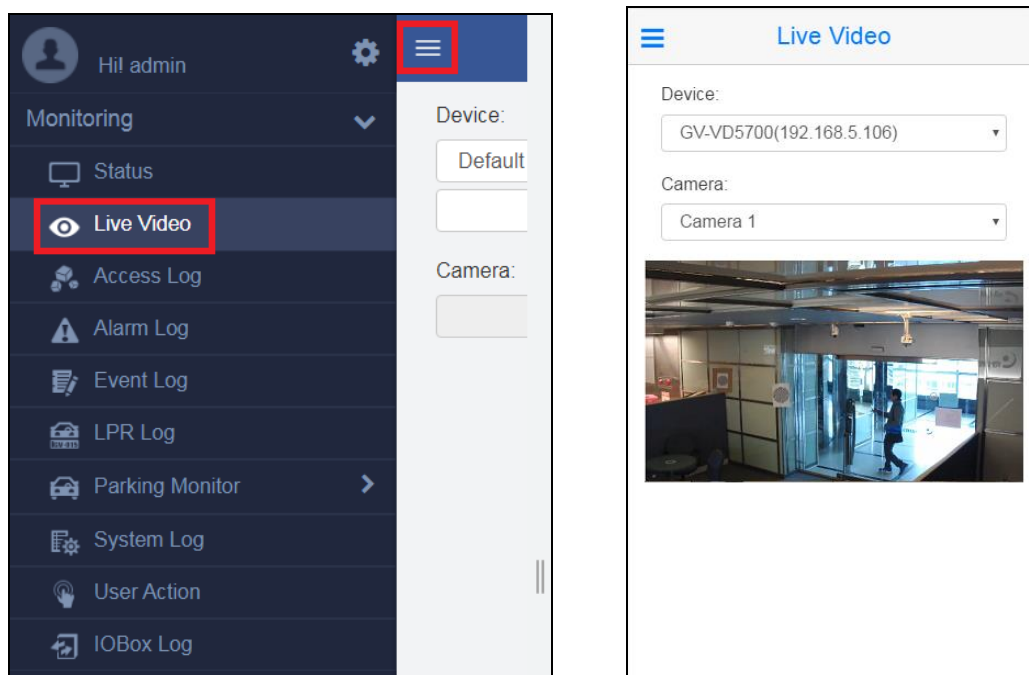 Hi! admin
Monitoring
Status
Live Video
Access Log
Alarm Log
Event Log
LPR Log
Parking Monitor
System Log
User Action
IOBox Log
Device:
Default
Camera:
Live Video
Device:
GV-VD5700(192.168.5.106)
Camera:
Camera 1